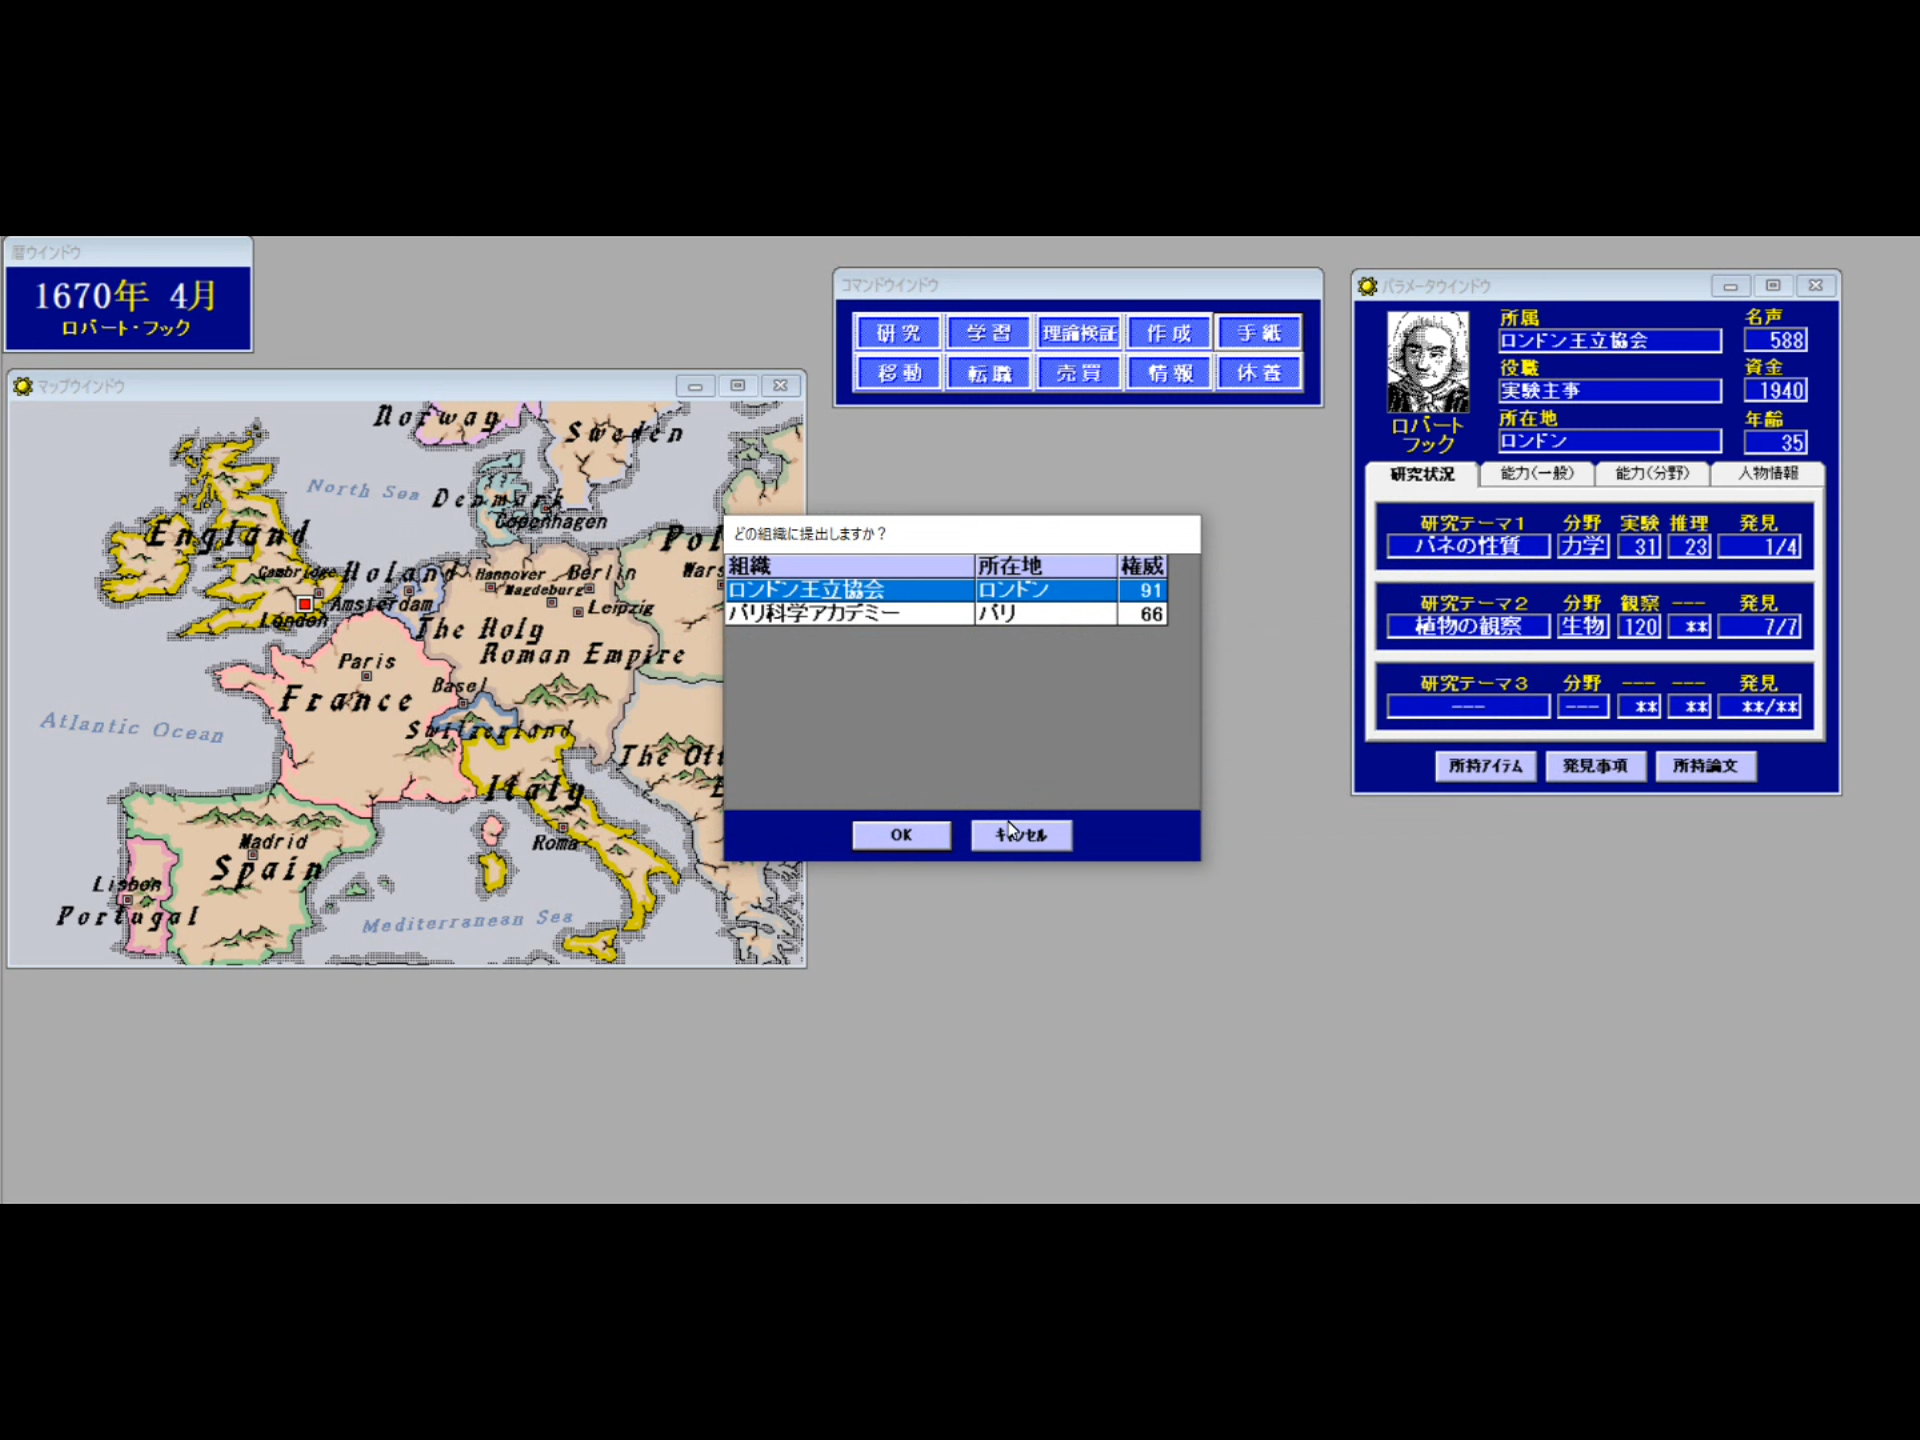 暦ウインドウ
1670年 4月
ロバート・フック
マップウインドウ
Norway
Sweden
North Sea
Denmark
Copenhagen
England
Cambridge
Holand
Hannover
Berlin
Magdeburg
Amsterdam
Leipzig
London
Pol
Wars
The Holy
Roman Empire
Paris
France
Basel
Switzerland
Atlantic Ocean
The Ott
Italy
Madrid
Spain
Roma
Lisbon
Portugal
Mediterranean Sea
コマンドウインドウ
研究 学習 理論検証 作成 手紙
移動 転職 売買 情報 休養
どの組織に提出しますか？
組織 所在地 権威
ロンドン王立協会 ロンドン 91
パリ科学アカデミー パリ 66
OK キャンセル
パラメータウインドウ
所属 名声
ロンドン王立協会 588
役職 資金
実験主事 1940
所在地 年齢
ロンドン 35
ロバート
フック
研究状況 能力(一般) 能力(分野) 人物情報
研究テーマ1 分野 実験 推理 発見
バネの性質 力学 31 23 1/4
研究テーマ2 分野 観察 --- 発見
植物の観察 生物 120 ** 7/7
研究テーマ3 分野 --- --- 発見
--- --- ** ** **/**
所持アイテム 発見事項 所持論文